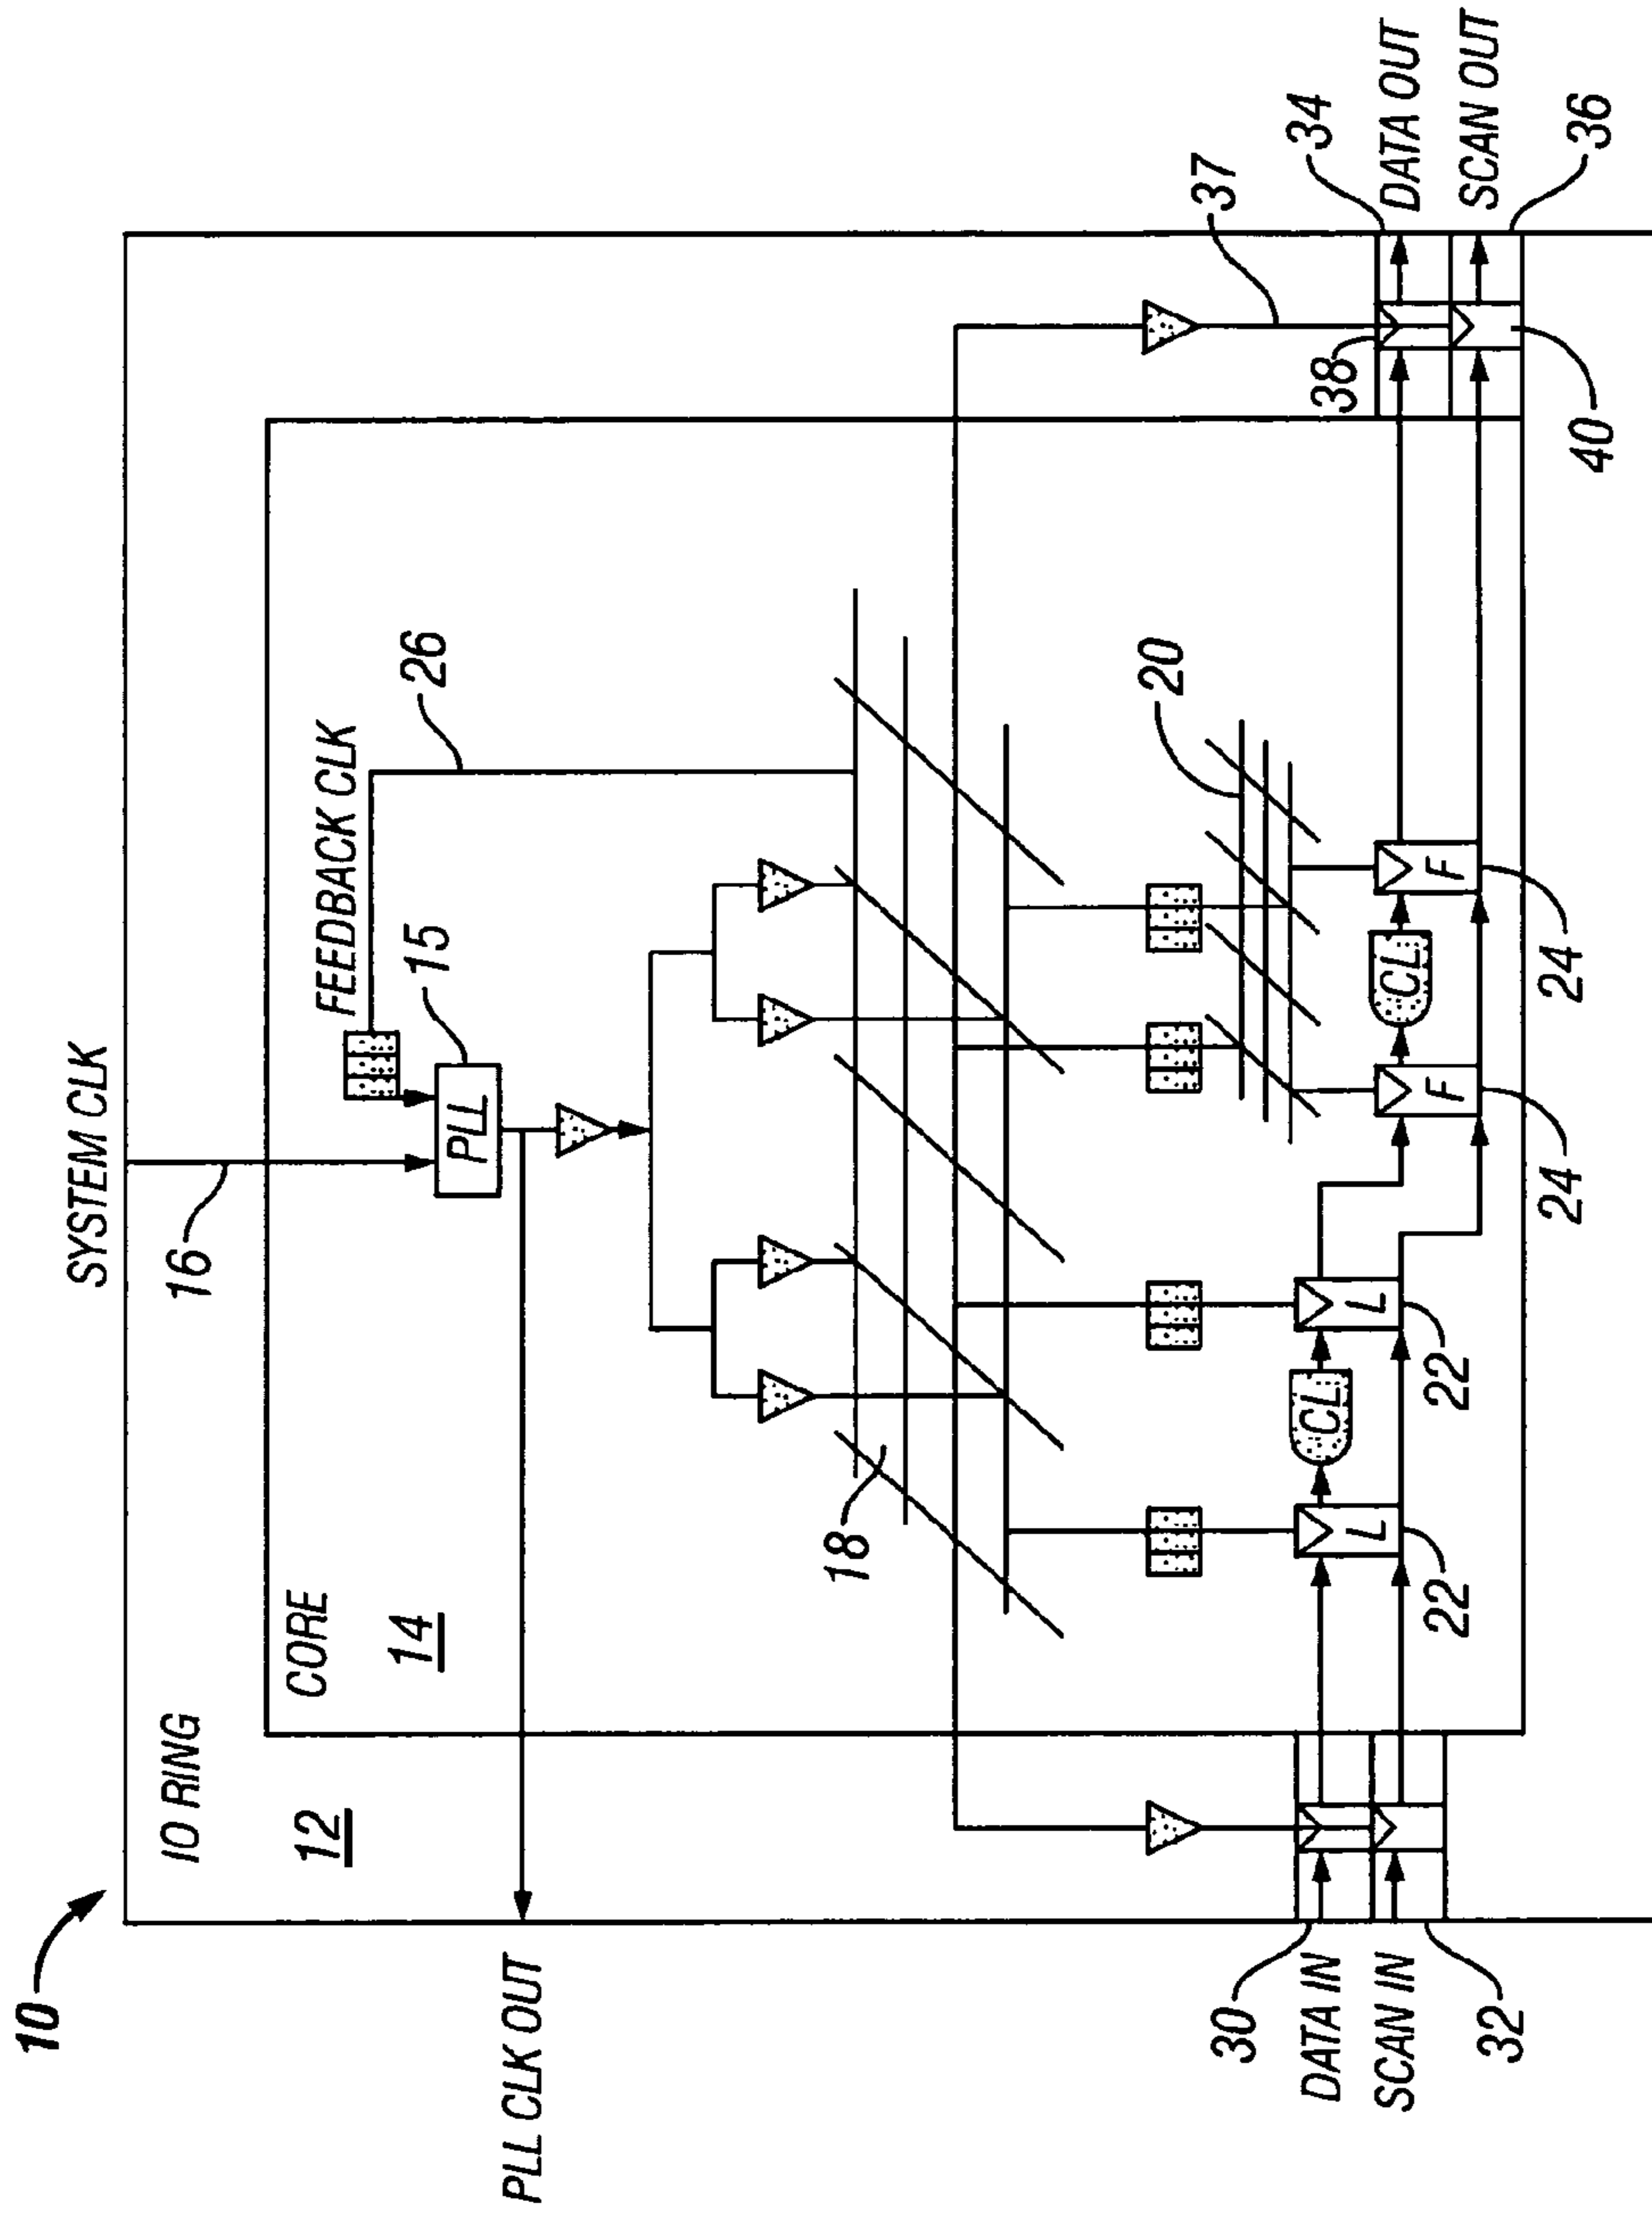 10
SYSTEM CLK
16
IO RING
12
CORE
14
FEEDBACK CLK
26
15
PLL
PLL CLK OUT
18
20
37
34
DATA OUT
SCAN OUT
36
38
40
30
DATA IN
SCAN IN
32
L
CL
L
22
22
F
CL
F
24
24